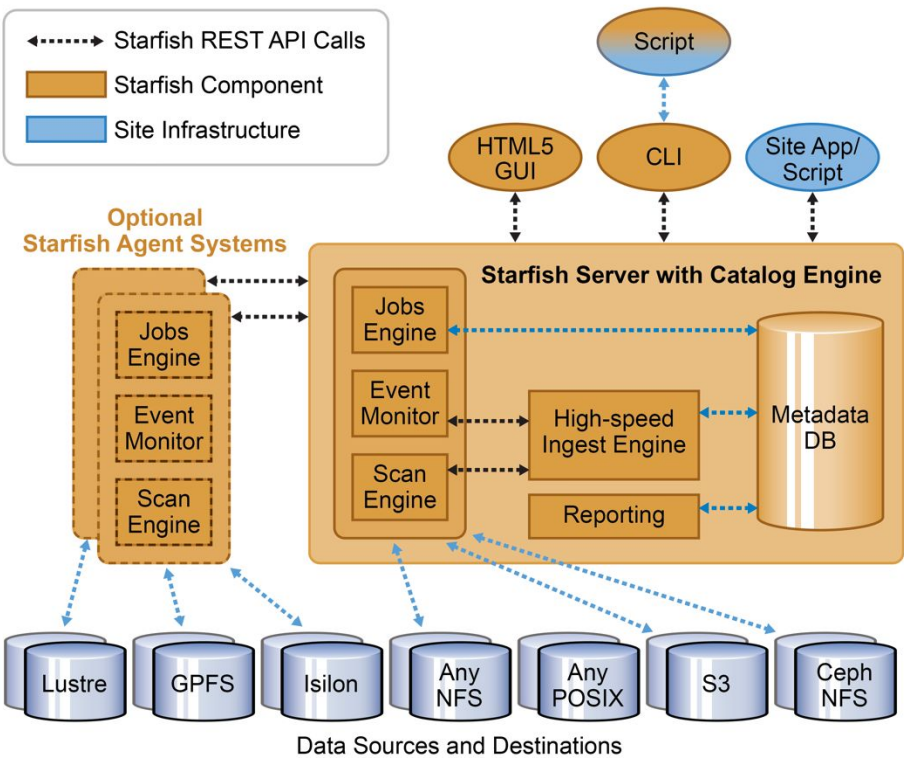 Starfish REST API Calls
Starfish Component
Site Infrastructure
Script
HTML5
GUI
CLI
Site App/
Script
Optional
Starfish Agent Systems
Starfish Server with Catalog Engine
Jobs
Engine
Event
Monitor
Scan
Engine
Jobs
Engine
Event
Monitor
Scan
Engine
High-speed
Ingest Engine
Reporting
Metadata
DB
Lustre
GPFS
Isilon
Any
NFS
Any
POSIX
S3
Ceph
NFS
Data Sources and Destinations